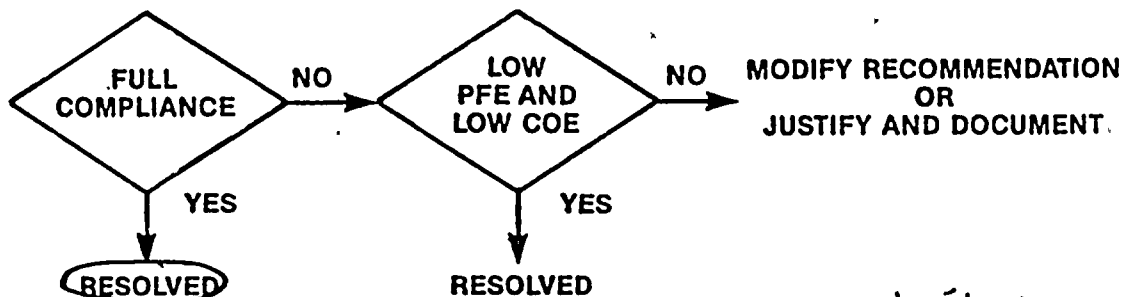 FULL
COMPLIANCE
NO
LOW
PFE AND
LOW COE
NO
MODIFY RECOMMENDATION
OR
JUSTIFY AND DOCUMENT
YES
RESOLVED
YES
RESOLVED